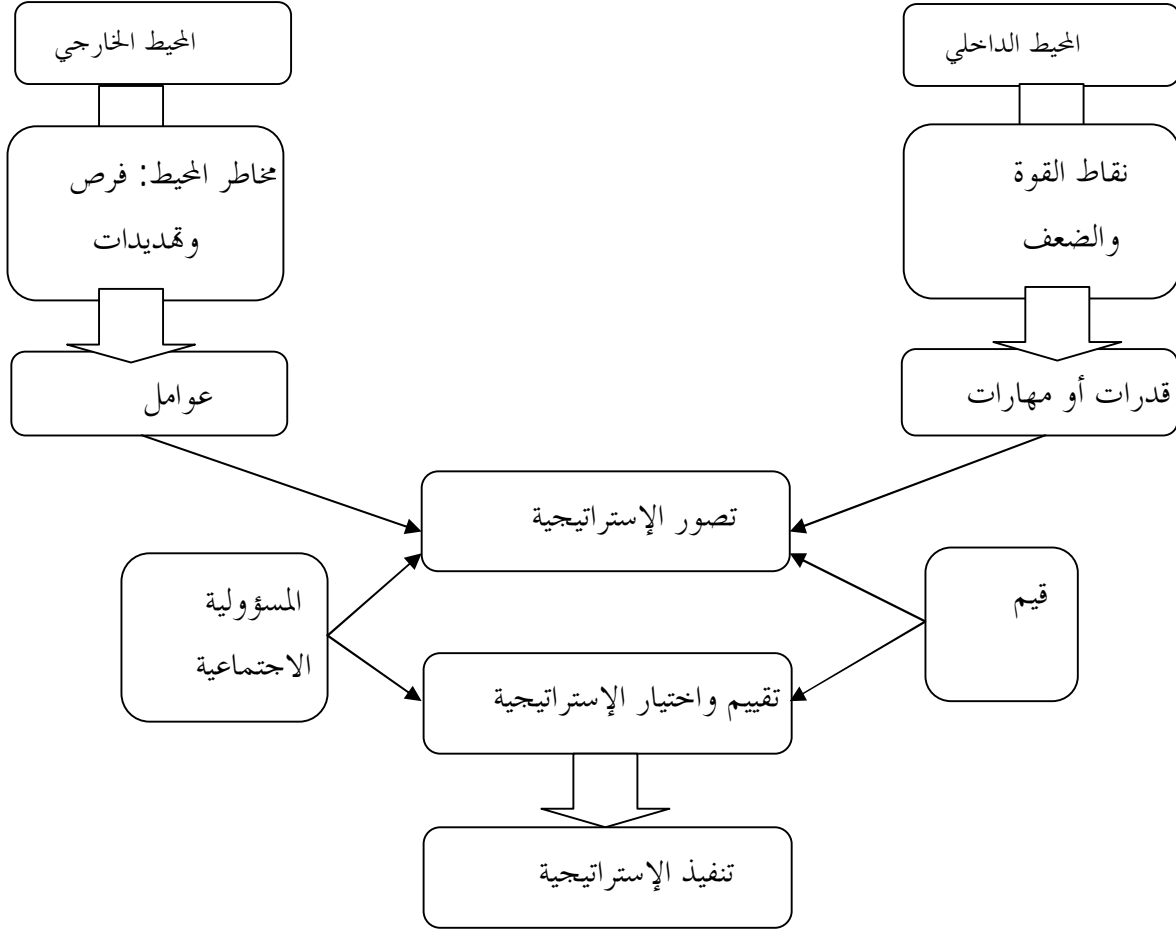 المحيط الداخلي
المحيط الخارجي
نقاط القوة
والضعف
مخاطر المحيط: فرص
وتهديدات
قدرات أو مهارات
عوامل
تصور الإستراتيجية
قيم
المسؤولية
الاجتماعية
تقييم واختيار الإستراتيجية
تنفيذ الإستراتيجية